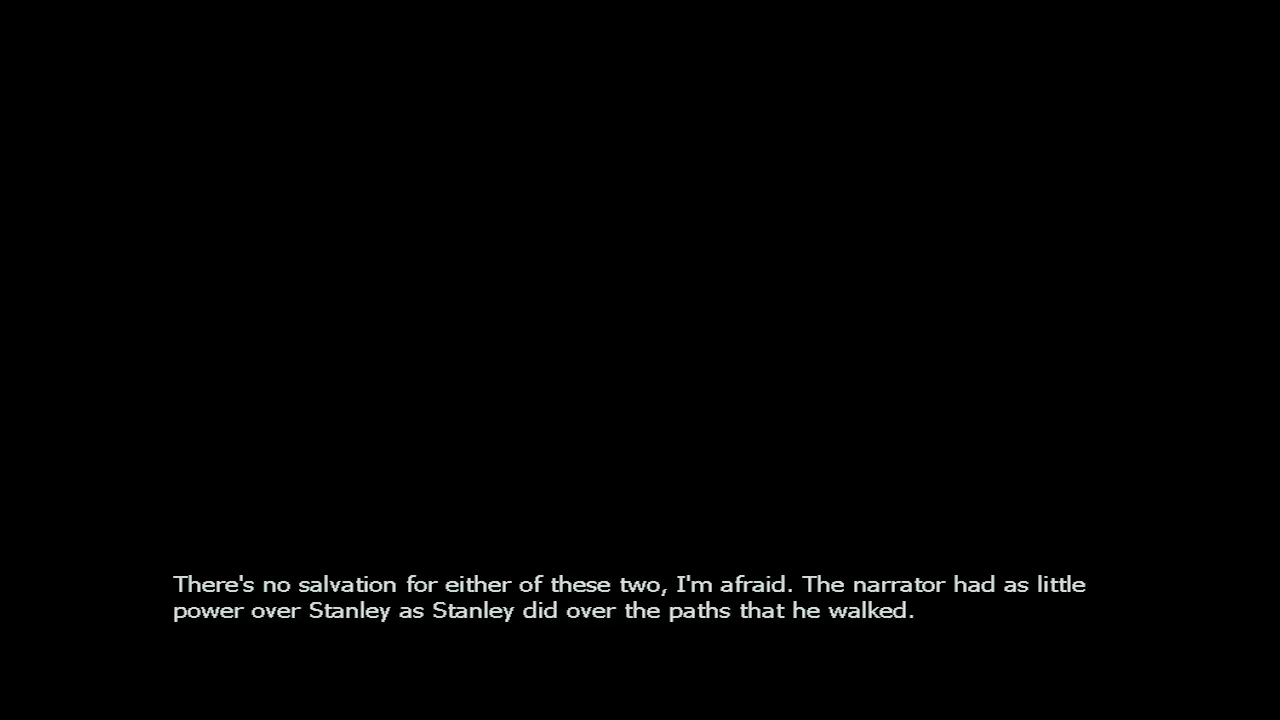 There's no salvation for either of these two, I'm afraid. The narrator had as little
power over Stanley as Stanley did over the paths that he walked.